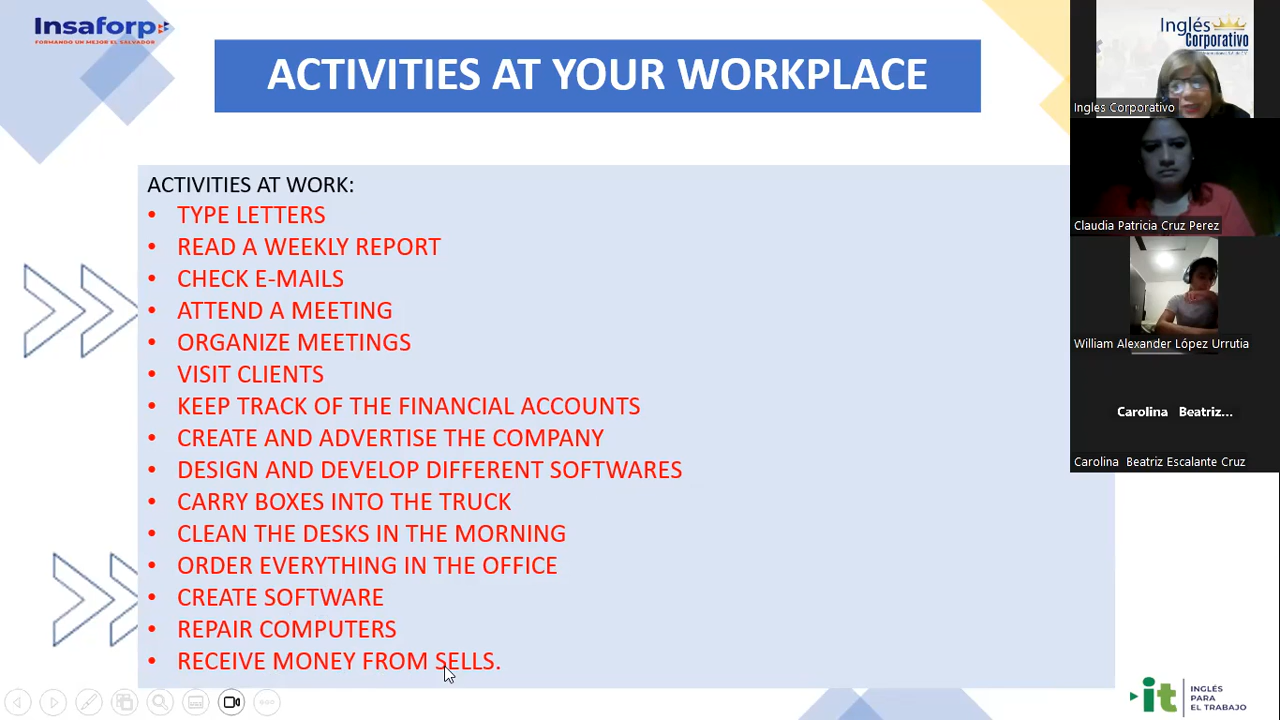 Insaforp
FORMANDO UN MEJOR EL SALVADOR
ACTIVITIES AT YOUR WORKPLACE
ACTIVITIES AT WORK:
• TYPE LETTERS
• READ A WEEKLY REPORT
• CHECK E-MAILS
• ATTEND A MEETING
• ORGANIZE MEETINGS
• VISIT CLIENTS
• KEEP TRACK OF THE FINANCIAL ACCOUNTS
• CREATE AND ADVERTISE THE COMPANY
• DESIGN AND DEVELOP DIFFERENT SOFTWARES
• CARRY BOXES INTO THE TRUCK
• CLEAN THE DESKS IN THE MORNING
• ORDER EVERYTHING IN THE OFFICE
• CREATE SOFTWARE
• REPAIR COMPUTERS
• RECEIVE MONEY FROM SELLS.
Inglés
Corporativo
Ingles Corporativo
Claudia Patricia Cruz Perez
William Alexander López Urrutia
Carolina Beatriz...
Carolina Beatriz Escalante Cruz
it
INGLÉS
PARA
EL TRABAJO